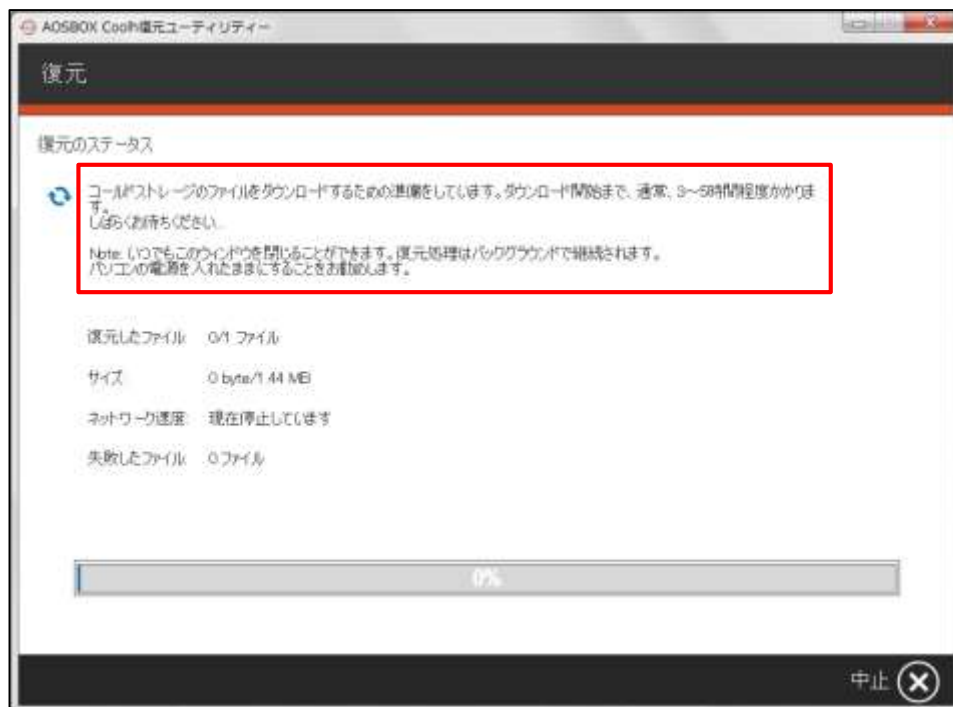 AOSBOX Cool復元ユーティリティー
復元
復元のステータス
コールドストレージのファイルをダウンロードするための準備をしています。ダウンロード開始まで、通常、3～5時間程度かかりま
す。
しばらくお待ちください...
Note: いつでもこのウィンドウを閉じることができます。復元処理はバックグラウンドで継続されます。
パソコンの電源を入れたままにすることをお勧めします。
復元したファイル 0/1 ファイル
サイズ 0 byte/1.44 MB
ネットワーク速度 現在停止しています
失敗したファイル 0 ファイル
0%
中止